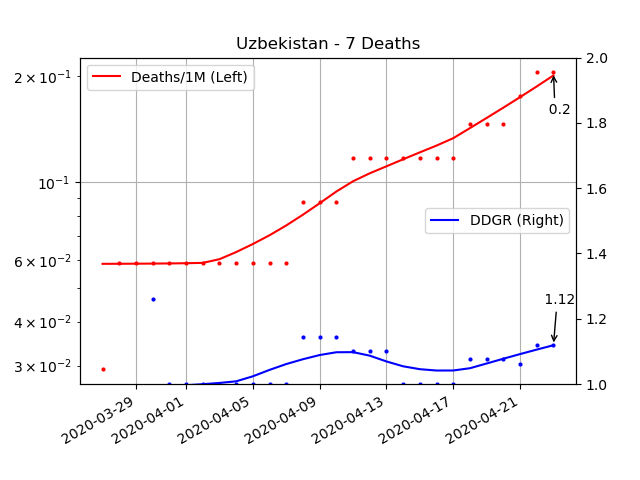 Uzbekistan - 7 Deaths
Deaths/1M (Left)
DDGR (Right)
0.2
1.12
2 × 10⁻¹
10⁻¹
6 × 10⁻²
4 × 10⁻²
3 × 10⁻²
2.0
1.8
1.6
1.4
1.2
1.0
2020-03-29
2020-04-01
2020-04-05
2020-04-09
2020-04-13
2020-04-17
2020-04-21